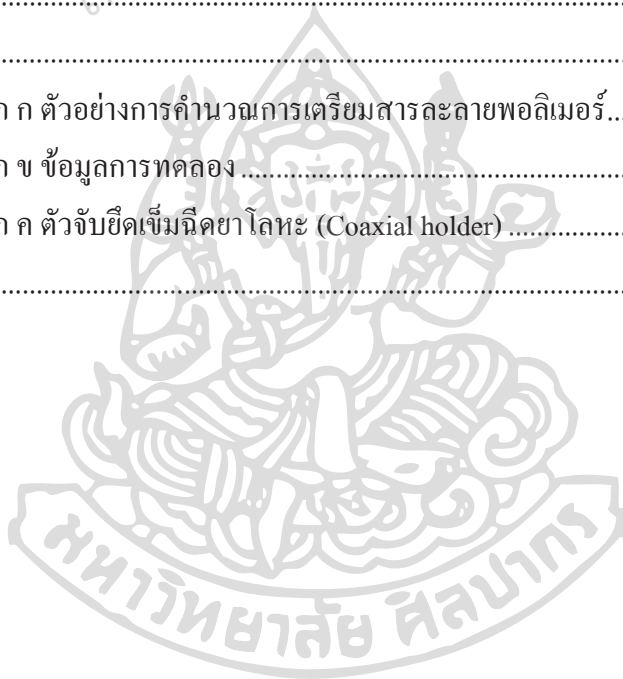 ก ก ตัวอย่างการคำนวณการเตรียมสารละลายพอลิเมอร์...
ก ข ข้อมูลการทดลอง................................................................
ก ค ตัวจับยึดเข็มฉีดยาโลหะ (Coaxial holder) .................
มหาวิทยาลัย ศิลปากร